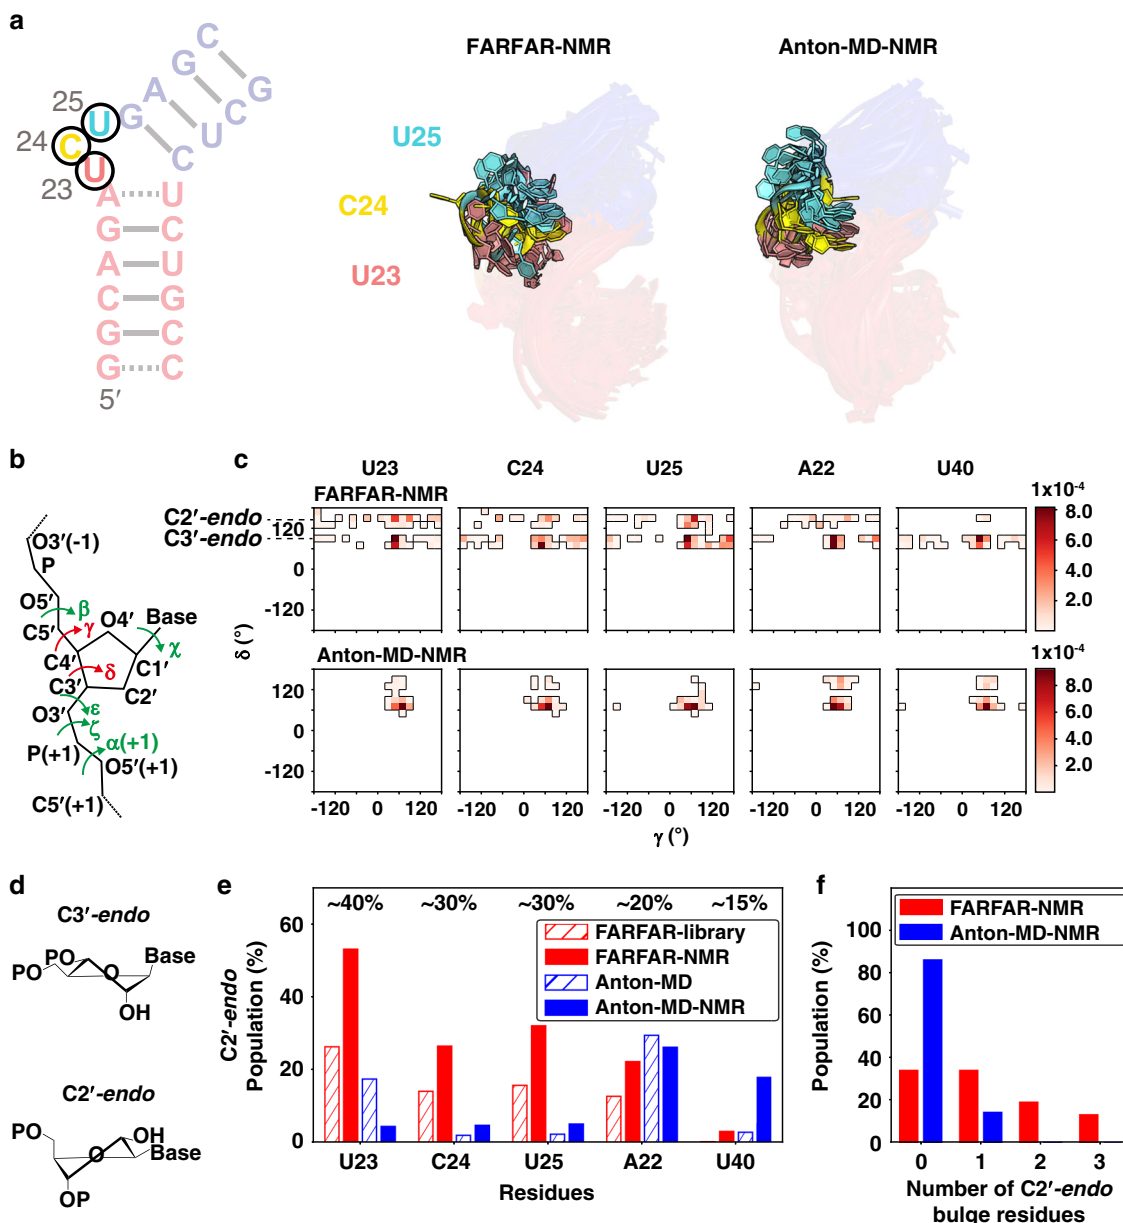 a
FARFAR-NMR
Anton-MD-NMR
C
G
G
A
G
C
U
C
25
U
G
24
C
23
U
A
U
G
C
A
U
C
G
G
C
G
C
5′
U25
C24
U23
b
O3′(-1)
P
O5′
β
O4′
Base
C5′
γ
χ
C4′
C1′
δ
C3′
C2′
O3′
ε
ζ
α(+1)
P(+1)
O5′(+1)
C5′(+1)
c
U23
C24
U25
A22
U40
FARFAR-NMR
1x10-4
C2′-endo
C3′-endo
120
0
-120
8.0
6.0
4.0
2.0
δ (°)
Anton-MD-NMR
1x10-4
120
0
-120
8.0
6.0
4.0
2.0
-120 0 120
-120 0 120
-120 0 120
-120 0 120
-120 0 120
γ (°)
d
C3′-endo
PO
PO
O
Base
OH
C2′-endo
PO
OH
O
Base
OP
e
~40% ~30% ~30% ~20% ~15%
FARFAR-library
FARFAR-NMR
Anton-MD
Anton-MD-NMR
C2′-endo
Population (%)
60
40
20
0
U23 C24 U25 A22 U40
Residues
f
FARFAR-NMR
Anton-MD-NMR
Population (%)
100
80
60
40
20
0
0 1 2 3
Number of C2′-endo
bulge residues